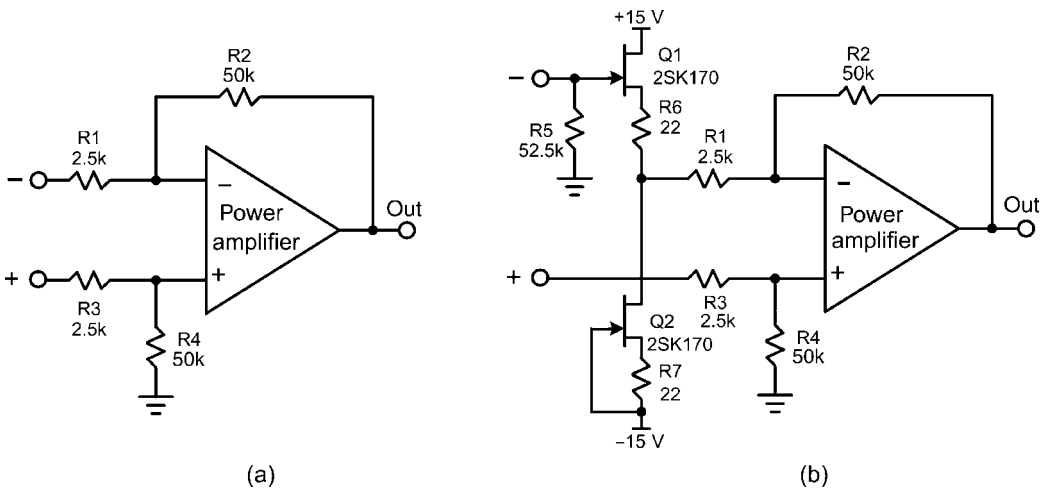 R2
50k
R1
2.5k
−
−
Power
amplifier
Out
+
+
R3
2.5k
R4
50k
(a)
+15 V
Q1
2SK170
−
R5
52.5k
R6
22
R1
2.5k
R2
50k
−
Power
amplifier
Out
+
+
R3
2.5k
Q2
2SK170
R4
50k
R7
22
−15 V
(b)